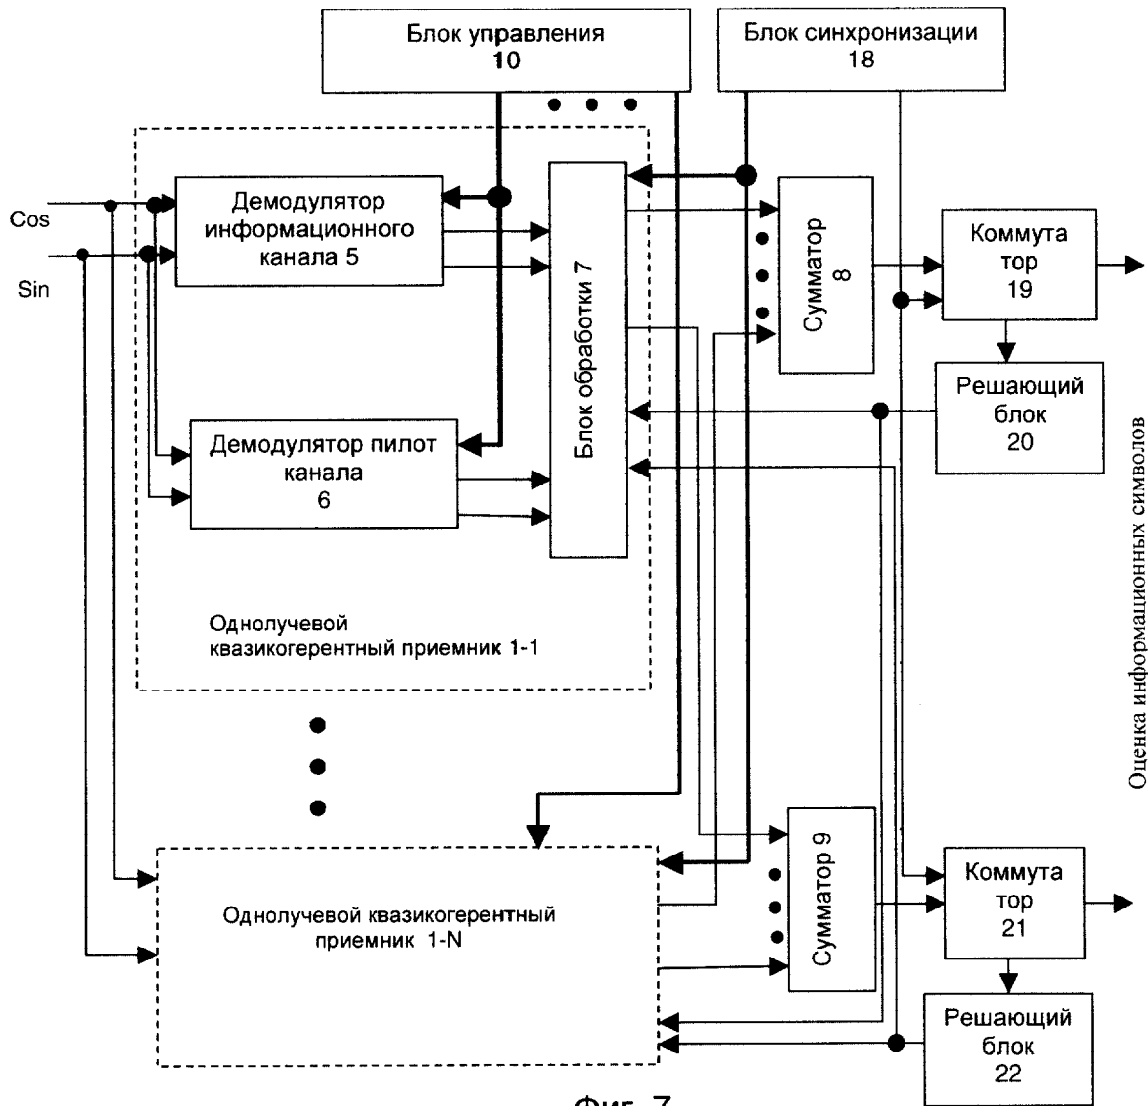 Блок управления
10
Блок синхронизации
18
Cos
Sin
Демодулятор
информационного
канала 5
Демодулятор пилот
канала
6
Блок обработки 7
Сумматор
8
Коммута
тор
19
Решающий
блок
20
Однолучевой
квазикогерентный приемник 1-1
Оценка информационных символов
Однолучевой квазикогерентный
приемник 1-N
Сумматор 9
Коммута
тор
21
Решающий
блок
22
Фиг. 7